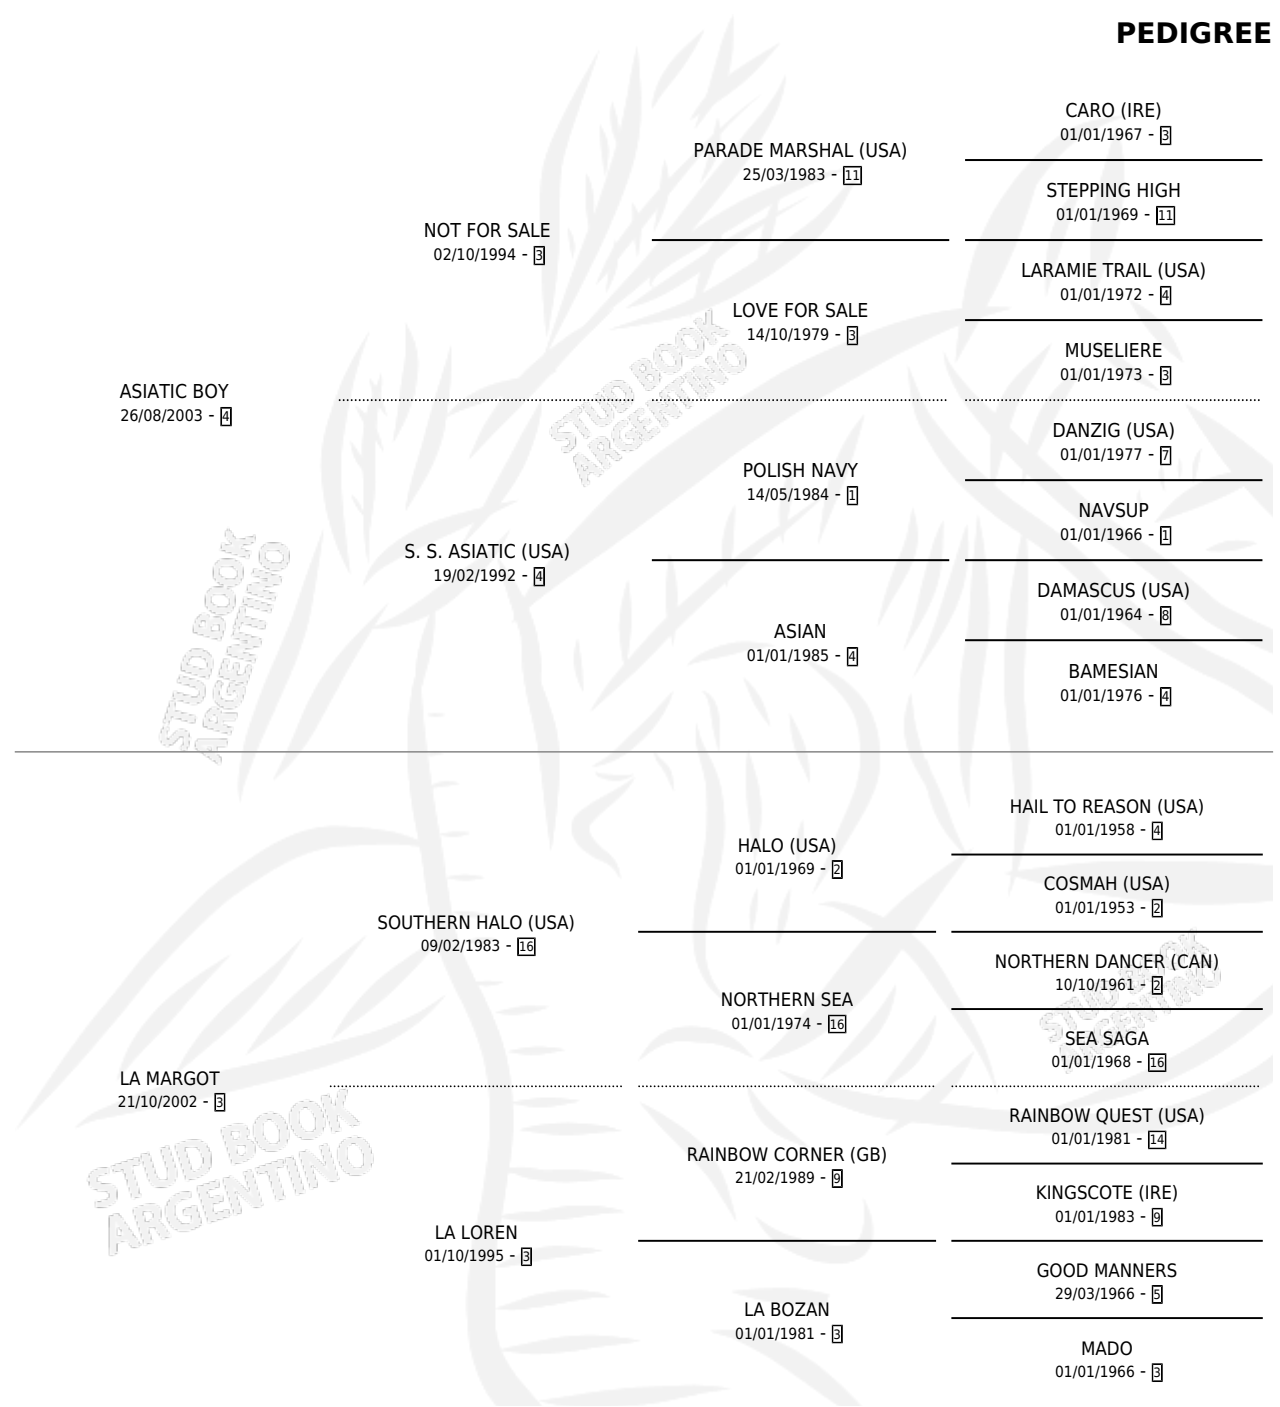 PEDIGREE
CARO (IRE)
01/01/1967 - 3
PARADE MARSHAL (USA)
25/03/1983 - 11
STEPPING HIGH
01/01/1969 - 11
NOT FOR SALE
02/10/1994 - 3
LARAMIE TRAIL (USA)
01/01/1972 - 4
LOVE FOR SALE
14/10/1979 - 3
MUSELIERE
01/01/1973 - 3
ASIATIC BOY
26/08/2003 - 4
DANZIG (USA)
01/01/1977 - 7
POLISH NAVY
14/05/1984 - 1
NAVSUP
01/01/1966 - 1
S. S. ASIATIC (USA)
19/02/1992 - 4
DAMASCUS (USA)
01/01/1964 - 8
ASIAN
01/01/1985 - 4
BAMESIAN
01/01/1976 - 4
HAIL TO REASON (USA)
01/01/1958 - 4
HALO (USA)
01/01/1969 - 2
COSMAH (USA)
01/01/1953 - 2
SOUTHERN HALO (USA)
09/02/1983 - 16
NORTHERN DANCER (CAN)
10/10/1961 - 2
NORTHERN SEA
01/01/1974 - 16
SEA SAGA
01/01/1968 - 16
LA MARGOT
21/10/2002 - 3
RAINBOW QUEST (USA)
01/01/1981 - 14
RAINBOW CORNER (GB)
21/02/1989 - 9
KINGSCOTE (IRE)
01/01/1983 - 9
LA LOREN
01/10/1995 - 3
GOOD MANNERS
29/03/1966 - 5
LA BOZAN
01/01/1981 - 3
MADO
01/01/1966 - 3
STUD BOOK
ARGENTINO
STUD BOOK
ARGENTINO
STUD BOOK
ARGENTINO
STUD BOOK
ARGENTINO